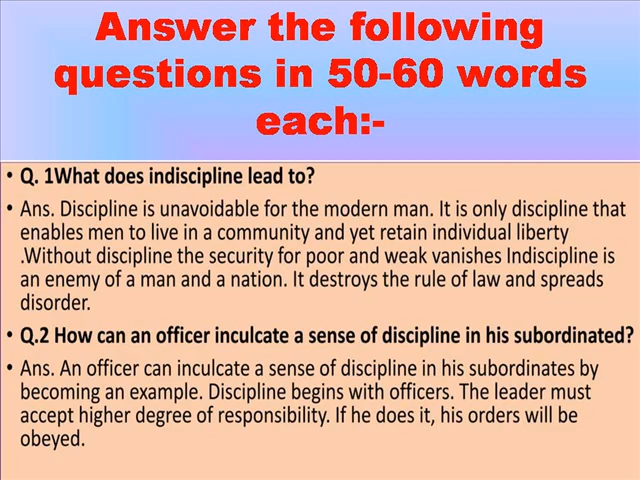 Answer the following
questions in 50-60 words
each:-
• Q. 1What does indiscipline lead to?
• Ans. Discipline is unavoidable for the modern man. It is only discipline that
enables men to live in a community and yet retain individual liberty
.Without discipline the security for poor and weak vanishes Indiscipline is
an enemy of a man and a nation. It destroys the rule of law and spreads
disorder.
• Q.2 How can an officer inculcate a sense of discipline in his subordinated?
• Ans. An officer can inculcate a sense of discipline in his subordinates by
becoming an example. Discipline begins with officers. The leader must
accept higher degree of responsibility. If he does it, his orders will be
obeyed.